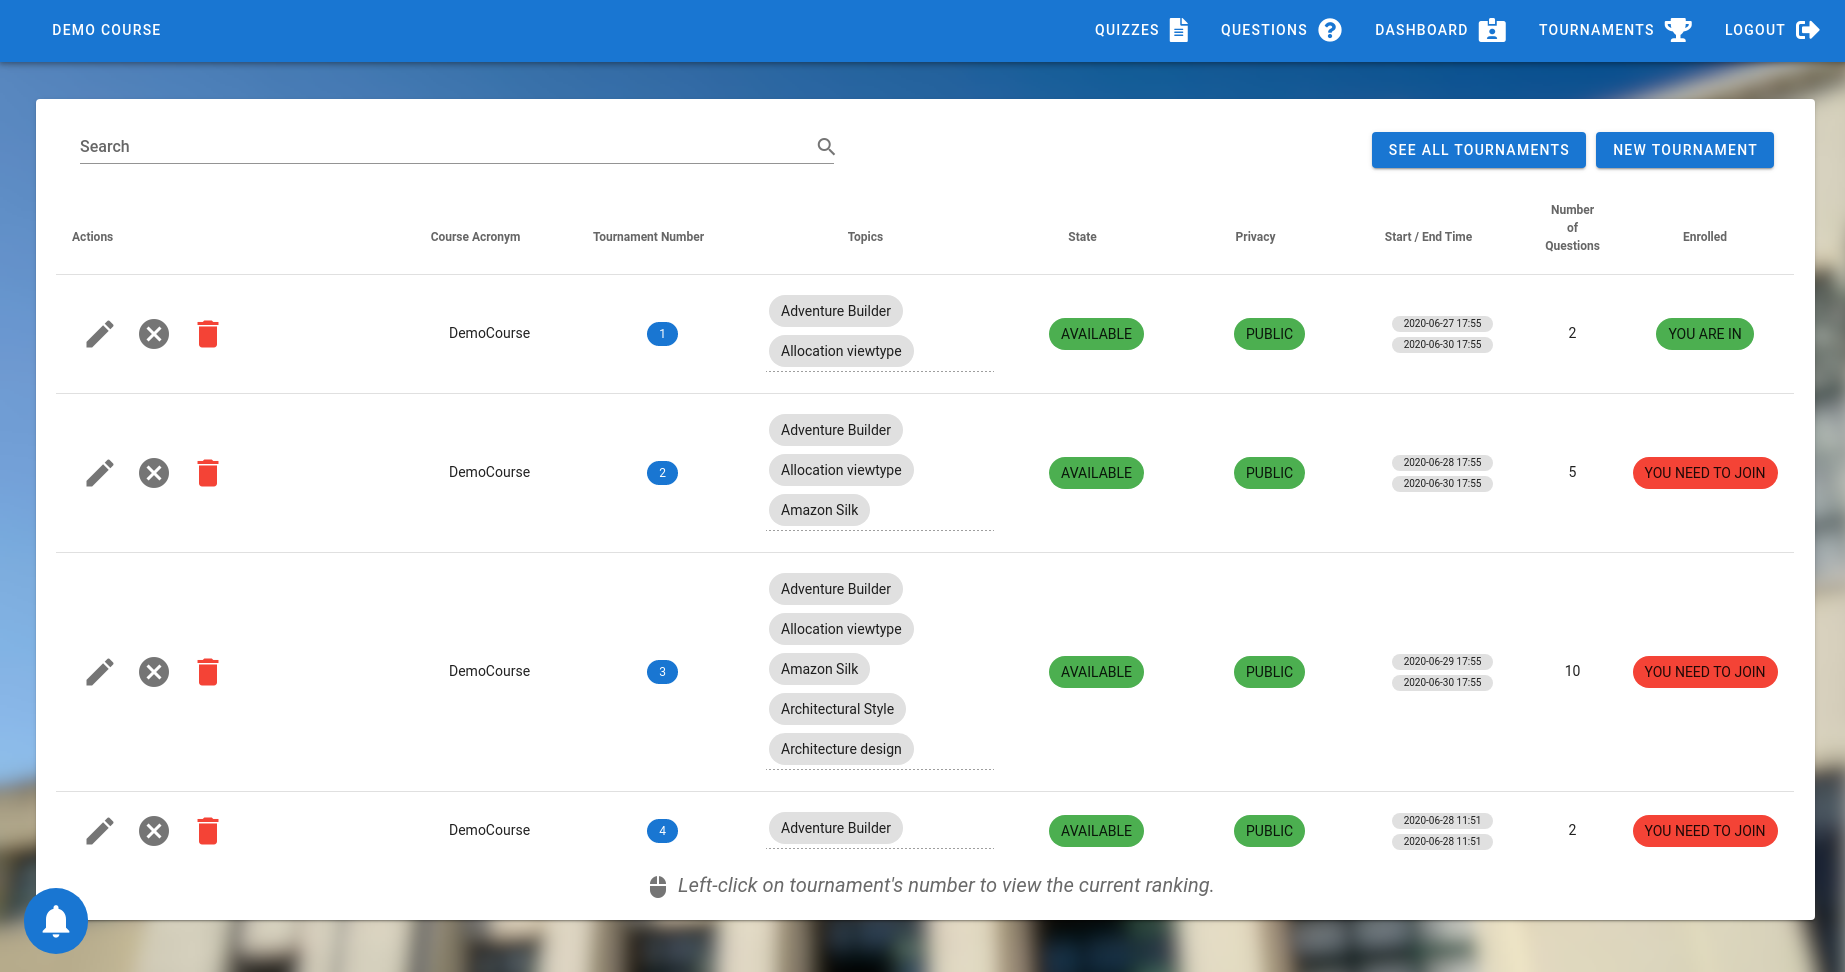 DEMO COURSE
QUIZZES QUESTIONS DASHBOARD TOURNAMENTS LOGOUT
Search
SEE ALL TOURNAMENTS NEW TOURNAMENT
Actions Course Acronym Tournament Number Topics State Privacy Start / End Time Number of Questions Enrolled
DemoCourse 1 Adventure Builder AVAILABLE PUBLIC 2020-06-27 17:55 2 YOU ARE IN
Allocation viewtype 2020-06-30 17:55
DemoCourse 2 Adventure Builder AVAILABLE PUBLIC 2020-06-28 17:55 5 YOU NEED TO JOIN
Allocation viewtype 2020-06-30 17:55
Amazon Silk
DemoCourse 3 Adventure Builder AVAILABLE PUBLIC 2020-06-29 17:55 10 YOU NEED TO JOIN
Allocation viewtype 2020-06-30 17:55
Amazon Silk
Architectural Style
Architecture design
DemoCourse 4 Adventure Builder AVAILABLE PUBLIC 2020-06-28 11:51 2 YOU NEED TO JOIN
2020-06-28 11:51
Left-click on tournament's number to view the current ranking.